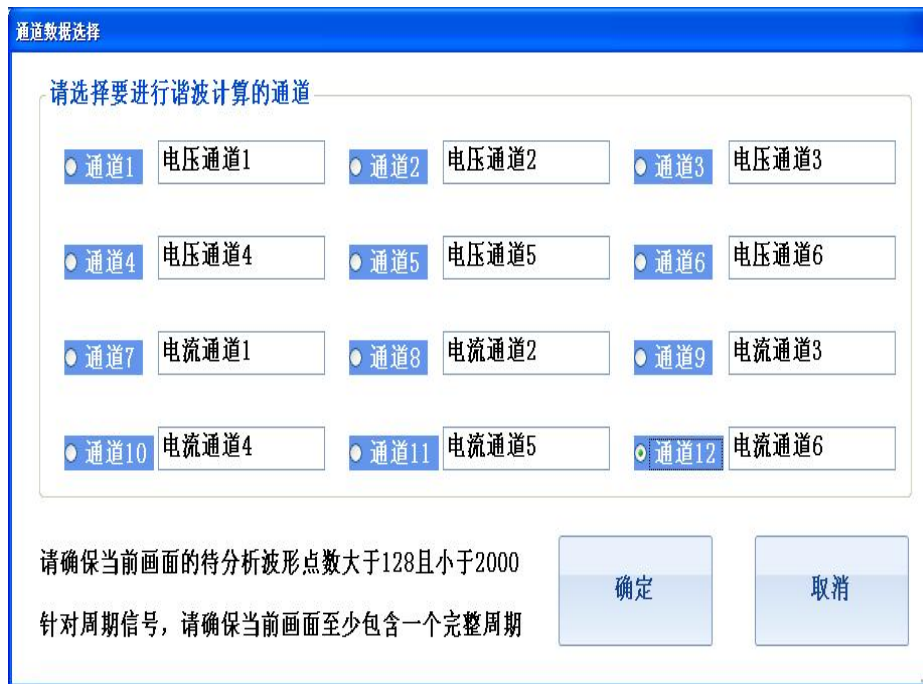 通道数据选择
请选择要进行谐波计算的通道
通道1 电压通道1 通道2 电压通道2 通道3 电压通道3
通道4 电压通道4 通道5 电压通道5 通道6 电压通道6
通道7 电流通道1 通道8 电流通道2 通道9 电流通道3
通道10 电流通道4 通道11 电流通道5 通道12 电流通道6
请确保当前画面的待分析波形点数大于128且小于2000
针对周期信号，请确保当前画面至少包含一个完整周期
确定 取消